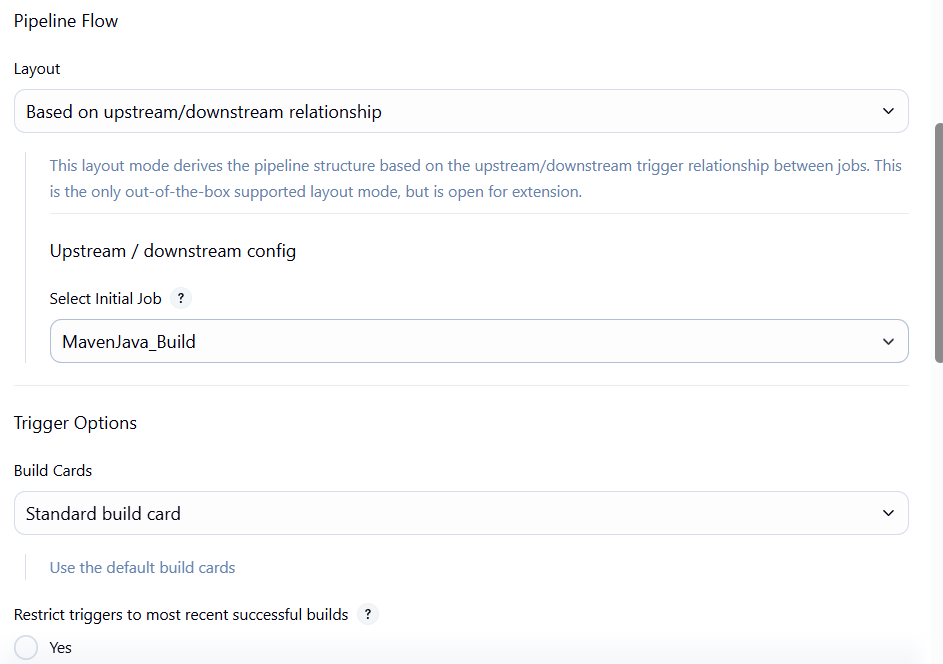 Pipeline Flow
Layout
Based on upstream/downstream relationship
This layout mode derives the pipeline structure based on the upstream/downstream trigger relationship between jobs. This
is the only out-of-the-box supported layout mode, but is open for extension.
Upstream / downstream config
Select Initial Job ?
MavenJava_Build
Trigger Options
Build Cards
Standard build card
Use the default build cards
Restrict triggers to most recent successful builds ?
Yes